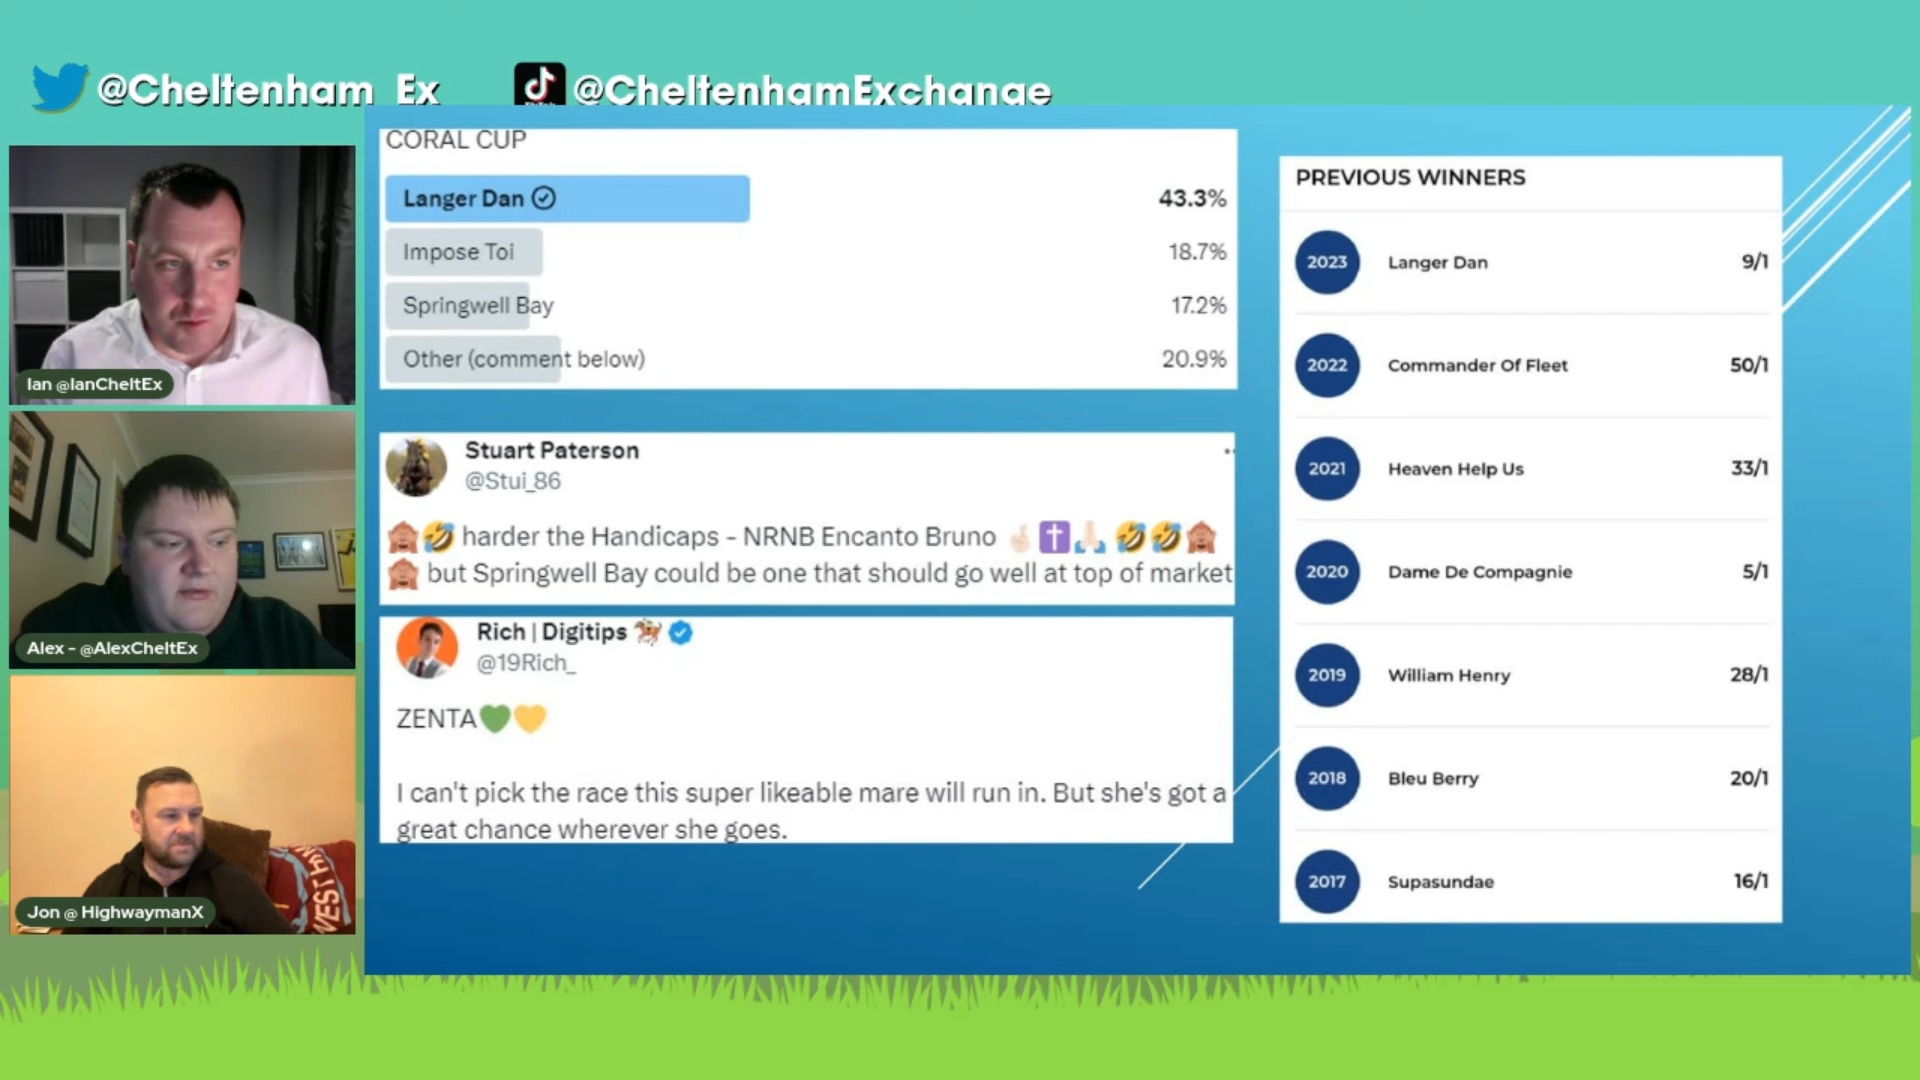 @Cheltenham_Ex
@CheltenhamExchange
Ian @IanCheltEx
Alex - @AlexCheltEx
WEST HAM
Jon @ HighwaymanX
CORAL CUP
Langer Dan
43.3%
Impose Toi
18.7%
Springwell Bay
17.2%
Other (comment below)
20.9%
Stuart Paterson
@Stui_86
🙈🤣 harder the Handicaps - NRNB Encanto Bruno 🤞🏻✝️🙏🏻 🤣🤣🙈
🙈 but Springwell Bay could be one that should go well at top of market
Rich | Digitips 🏇
@19Rich_
ZENTA💚💛
I can't pick the race this super likeable mare will run in. But she's got a
great chance wherever she goes.
PREVIOUS WINNERS
2023 Langer Dan 9/1
2022 Commander Of Fleet 50/1
2021 Heaven Help Us 33/1
2020 Dame De Compagnie 5/1
2019 William Henry 28/1
2018 Bleu Berry 20/1
2017 Supasundae 16/1